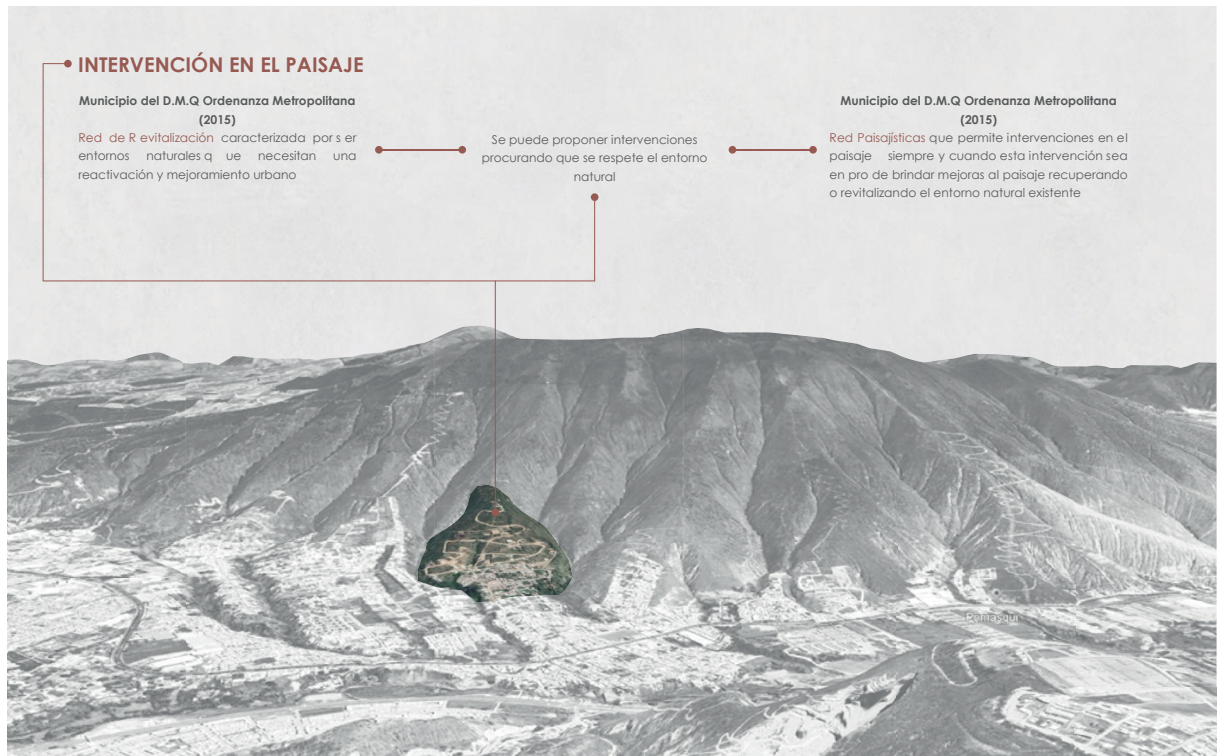 INTERVENCIÓN EN EL PAISAJE
Municipio del D.M.Q Ordenanza Metropolitana
(2015)
Red de R evitalización caracterizada por s er
entornos naturales q ue necesitan una
reactivación y mejoramiento urbano
Se puede proponer intervenciones
procurando que se respete el entorno
natural
Municipio del D.M.Q Ordenanza Metropolitana
(2015)
Red Paisajísticas que permite intervenciones en el
paisaje siempre y cuando esta intervención sea
en pro de brindar mejoras al paisaje recuperando
o revitalizando el entorno natural existente
Pomasqui